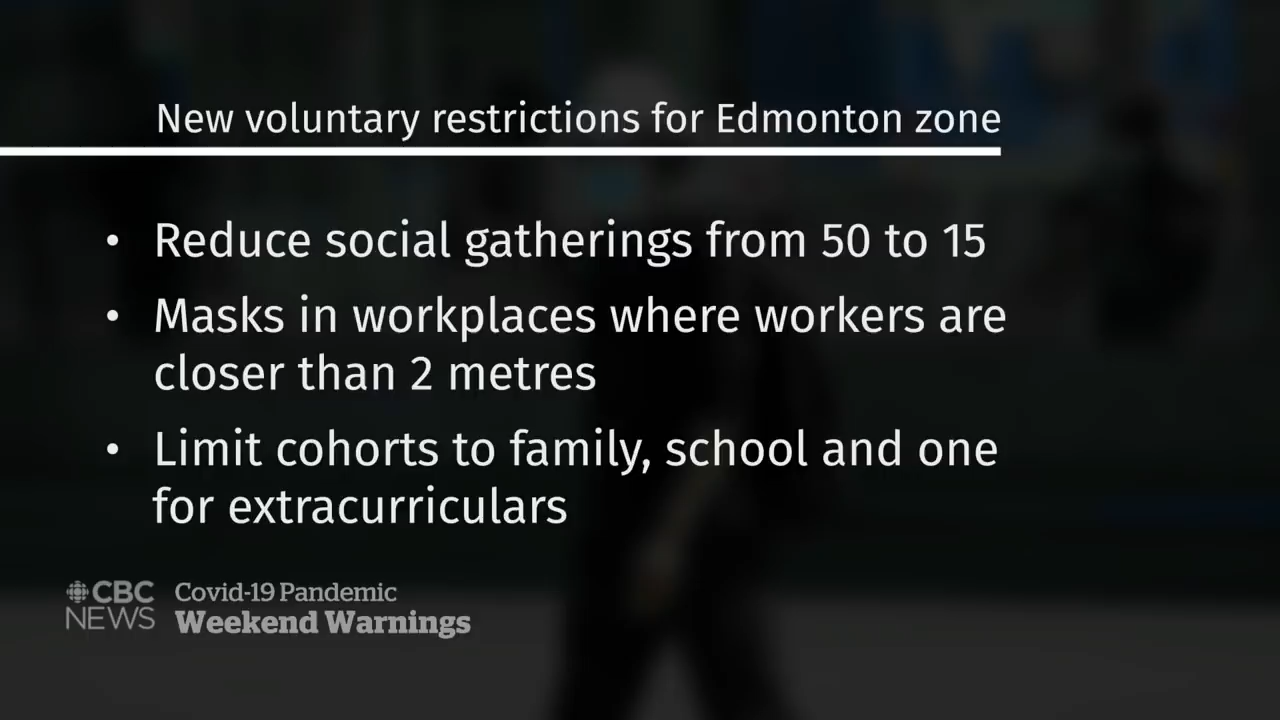 New voluntary restrictions for Edmonton zone
• Reduce social gatherings from 50 to 15
• Masks in workplaces where workers are
closer than 2 metres
• Limit cohorts to family, school and one
for extracurriculars
CBC
NEWS
Covid-19 Pandemic
Weekend Warnings